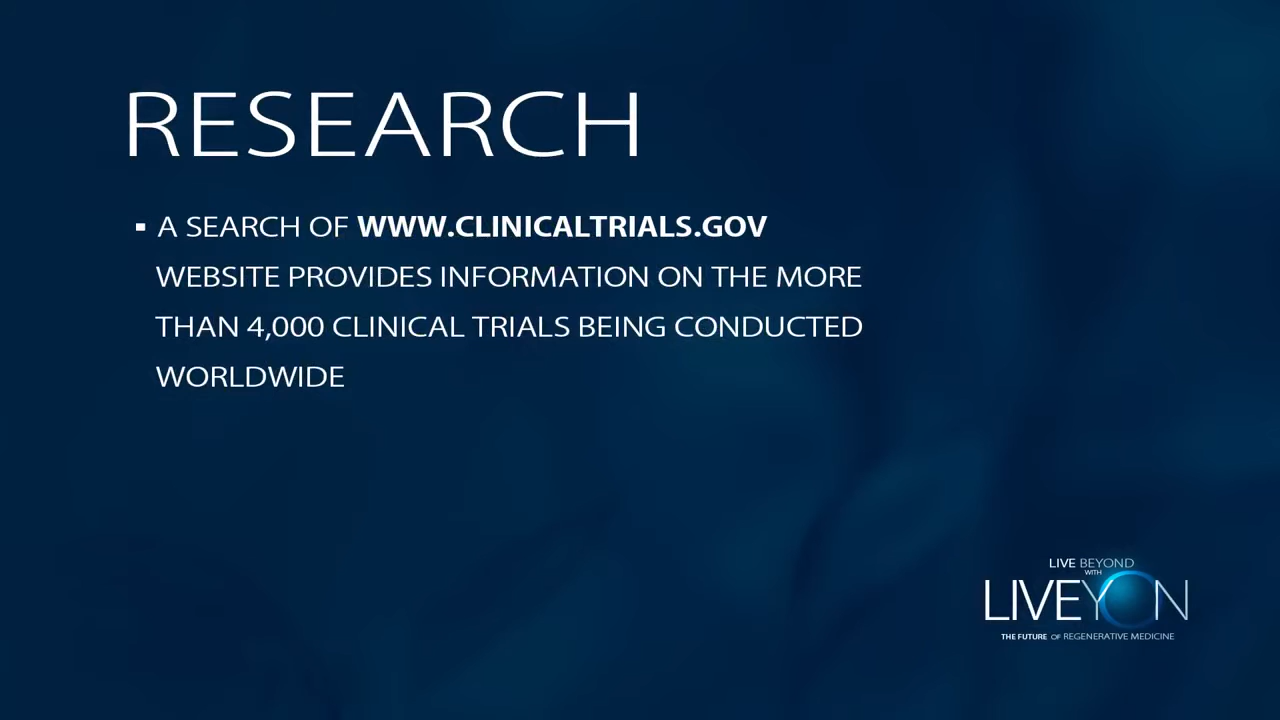 RESEARCH
▪ A SEARCH OF WWW.CLINICALTRIALS.GOV
WEBSITE PROVIDES INFORMATION ON THE MORE
THAN 4,000 CLINICAL TRIALS BEING CONDUCTED
WORLDWIDE
LIVE BEYOND
WITH
LIVEYON
THE FUTURE OF REGENERATIVE MEDICINE